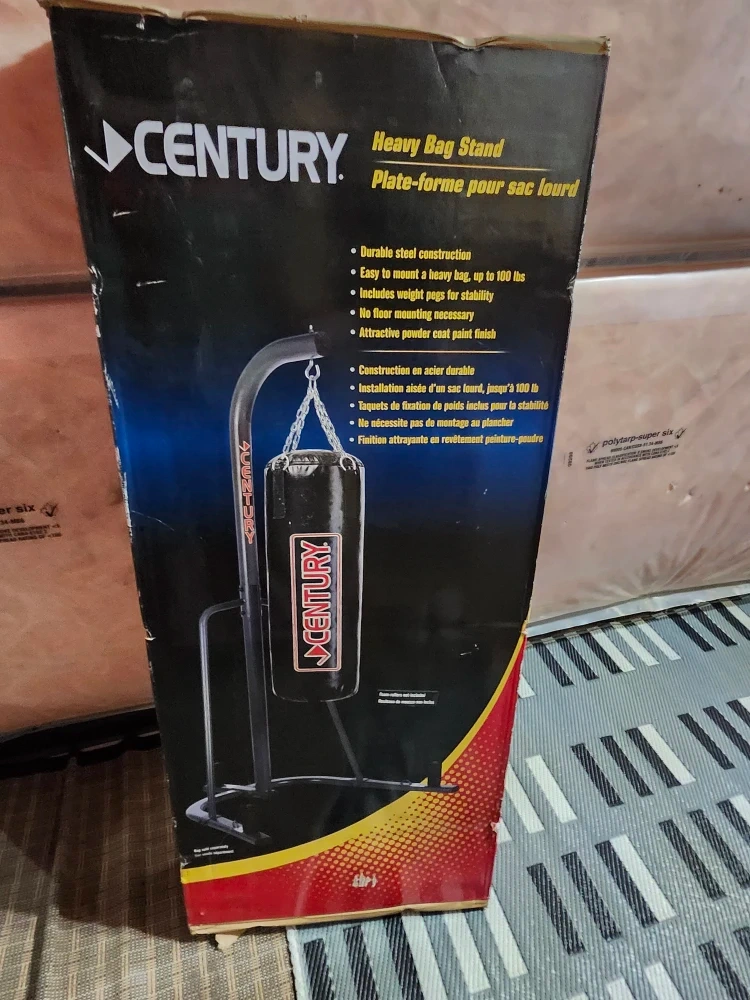 CENTURY
Heavy Bag Stand
Plate-forme pour sac lourd
• Durable steel construction
• Easy to mount a heavy bag, up to 100 lbs
• Includes weight pegs for stability
• No floor mounting necessary
• Attractive powder coat paint finish
• Construction en acier durable
• Installation aisée d'un sac lourd, jusqu'à 100 lb
• Taquets de fixation de poids inclus pour la stabilité
• Ne nécessite pas de montage au plancher
• Finition attrayante en revêtement peinture-poudre
CENTURY
CENTURY
polytarp-super six
er six